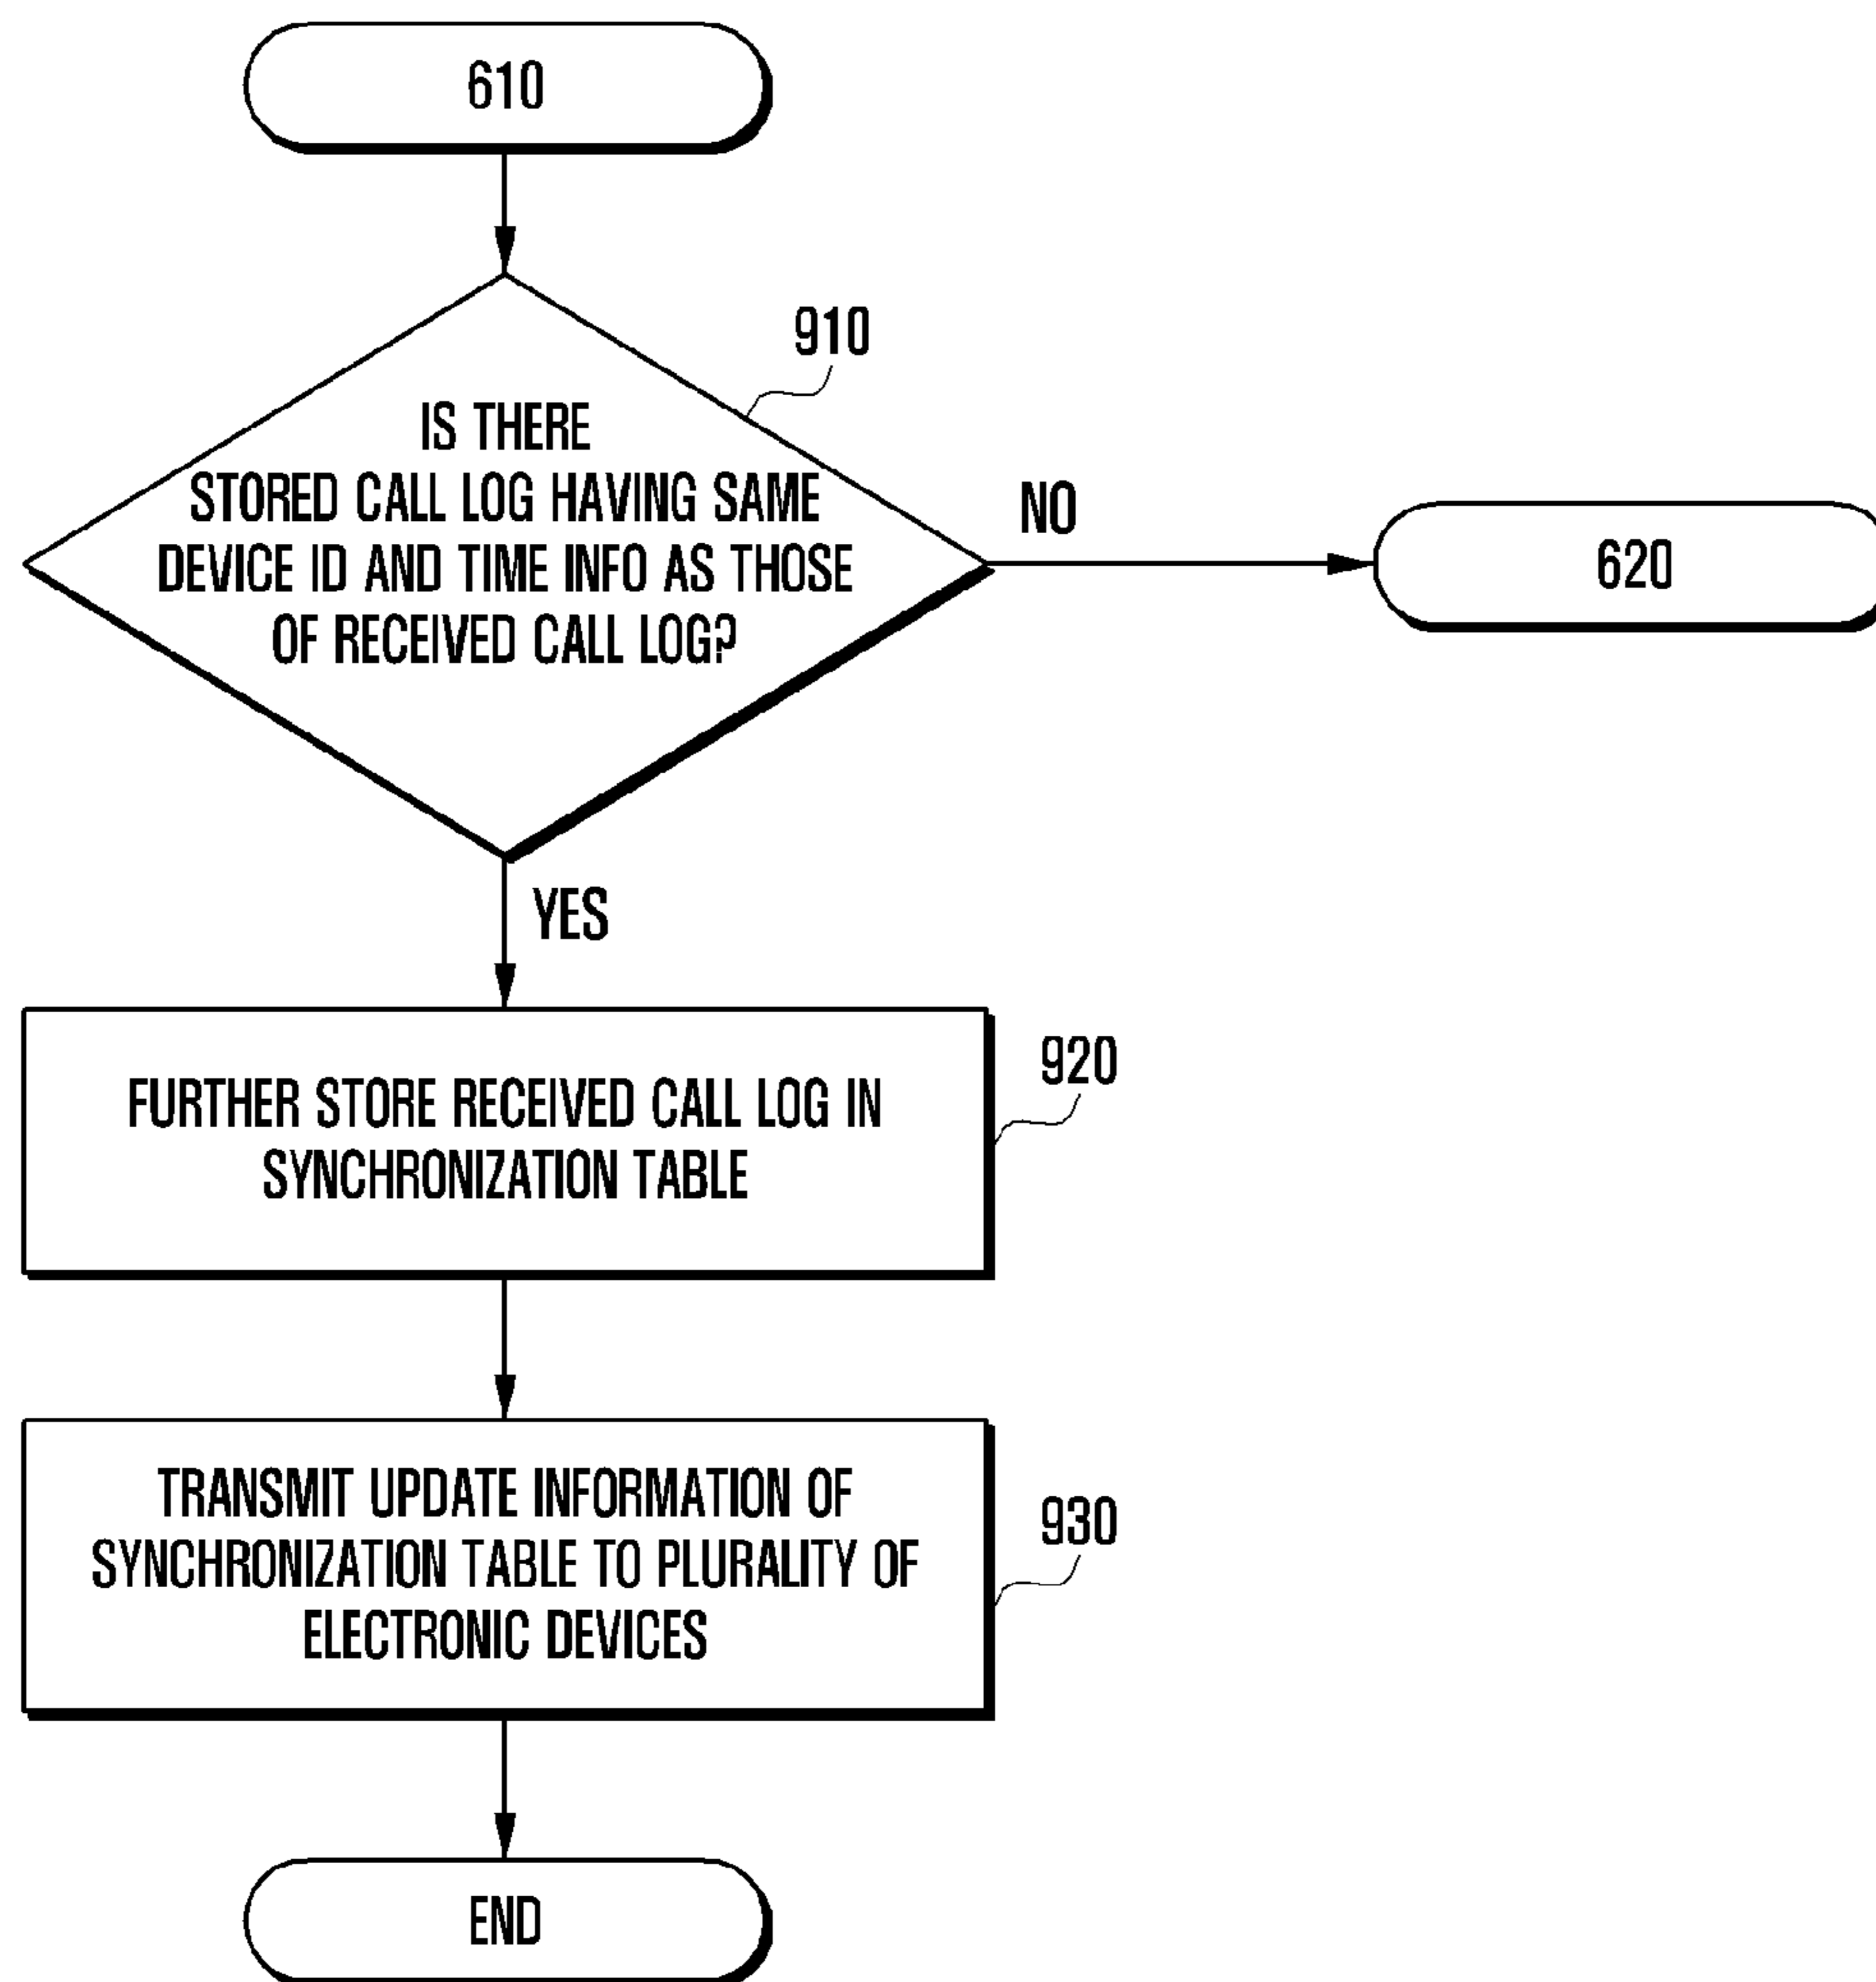 610
910
IS THERE
STORED CALL LOG HAVING SAME
DEVICE ID AND TIME INFO AS THOSE
OF RECEIVED CALL LOG?
NO
620
YES
920
FURTHER STORE RECEIVED CALL LOG IN
SYNCHRONIZATION TABLE
930
TRANSMIT UPDATE INFORMATION OF
SYNCHRONIZATION TABLE TO PLURALITY OF
ELECTRONIC DEVICES
END